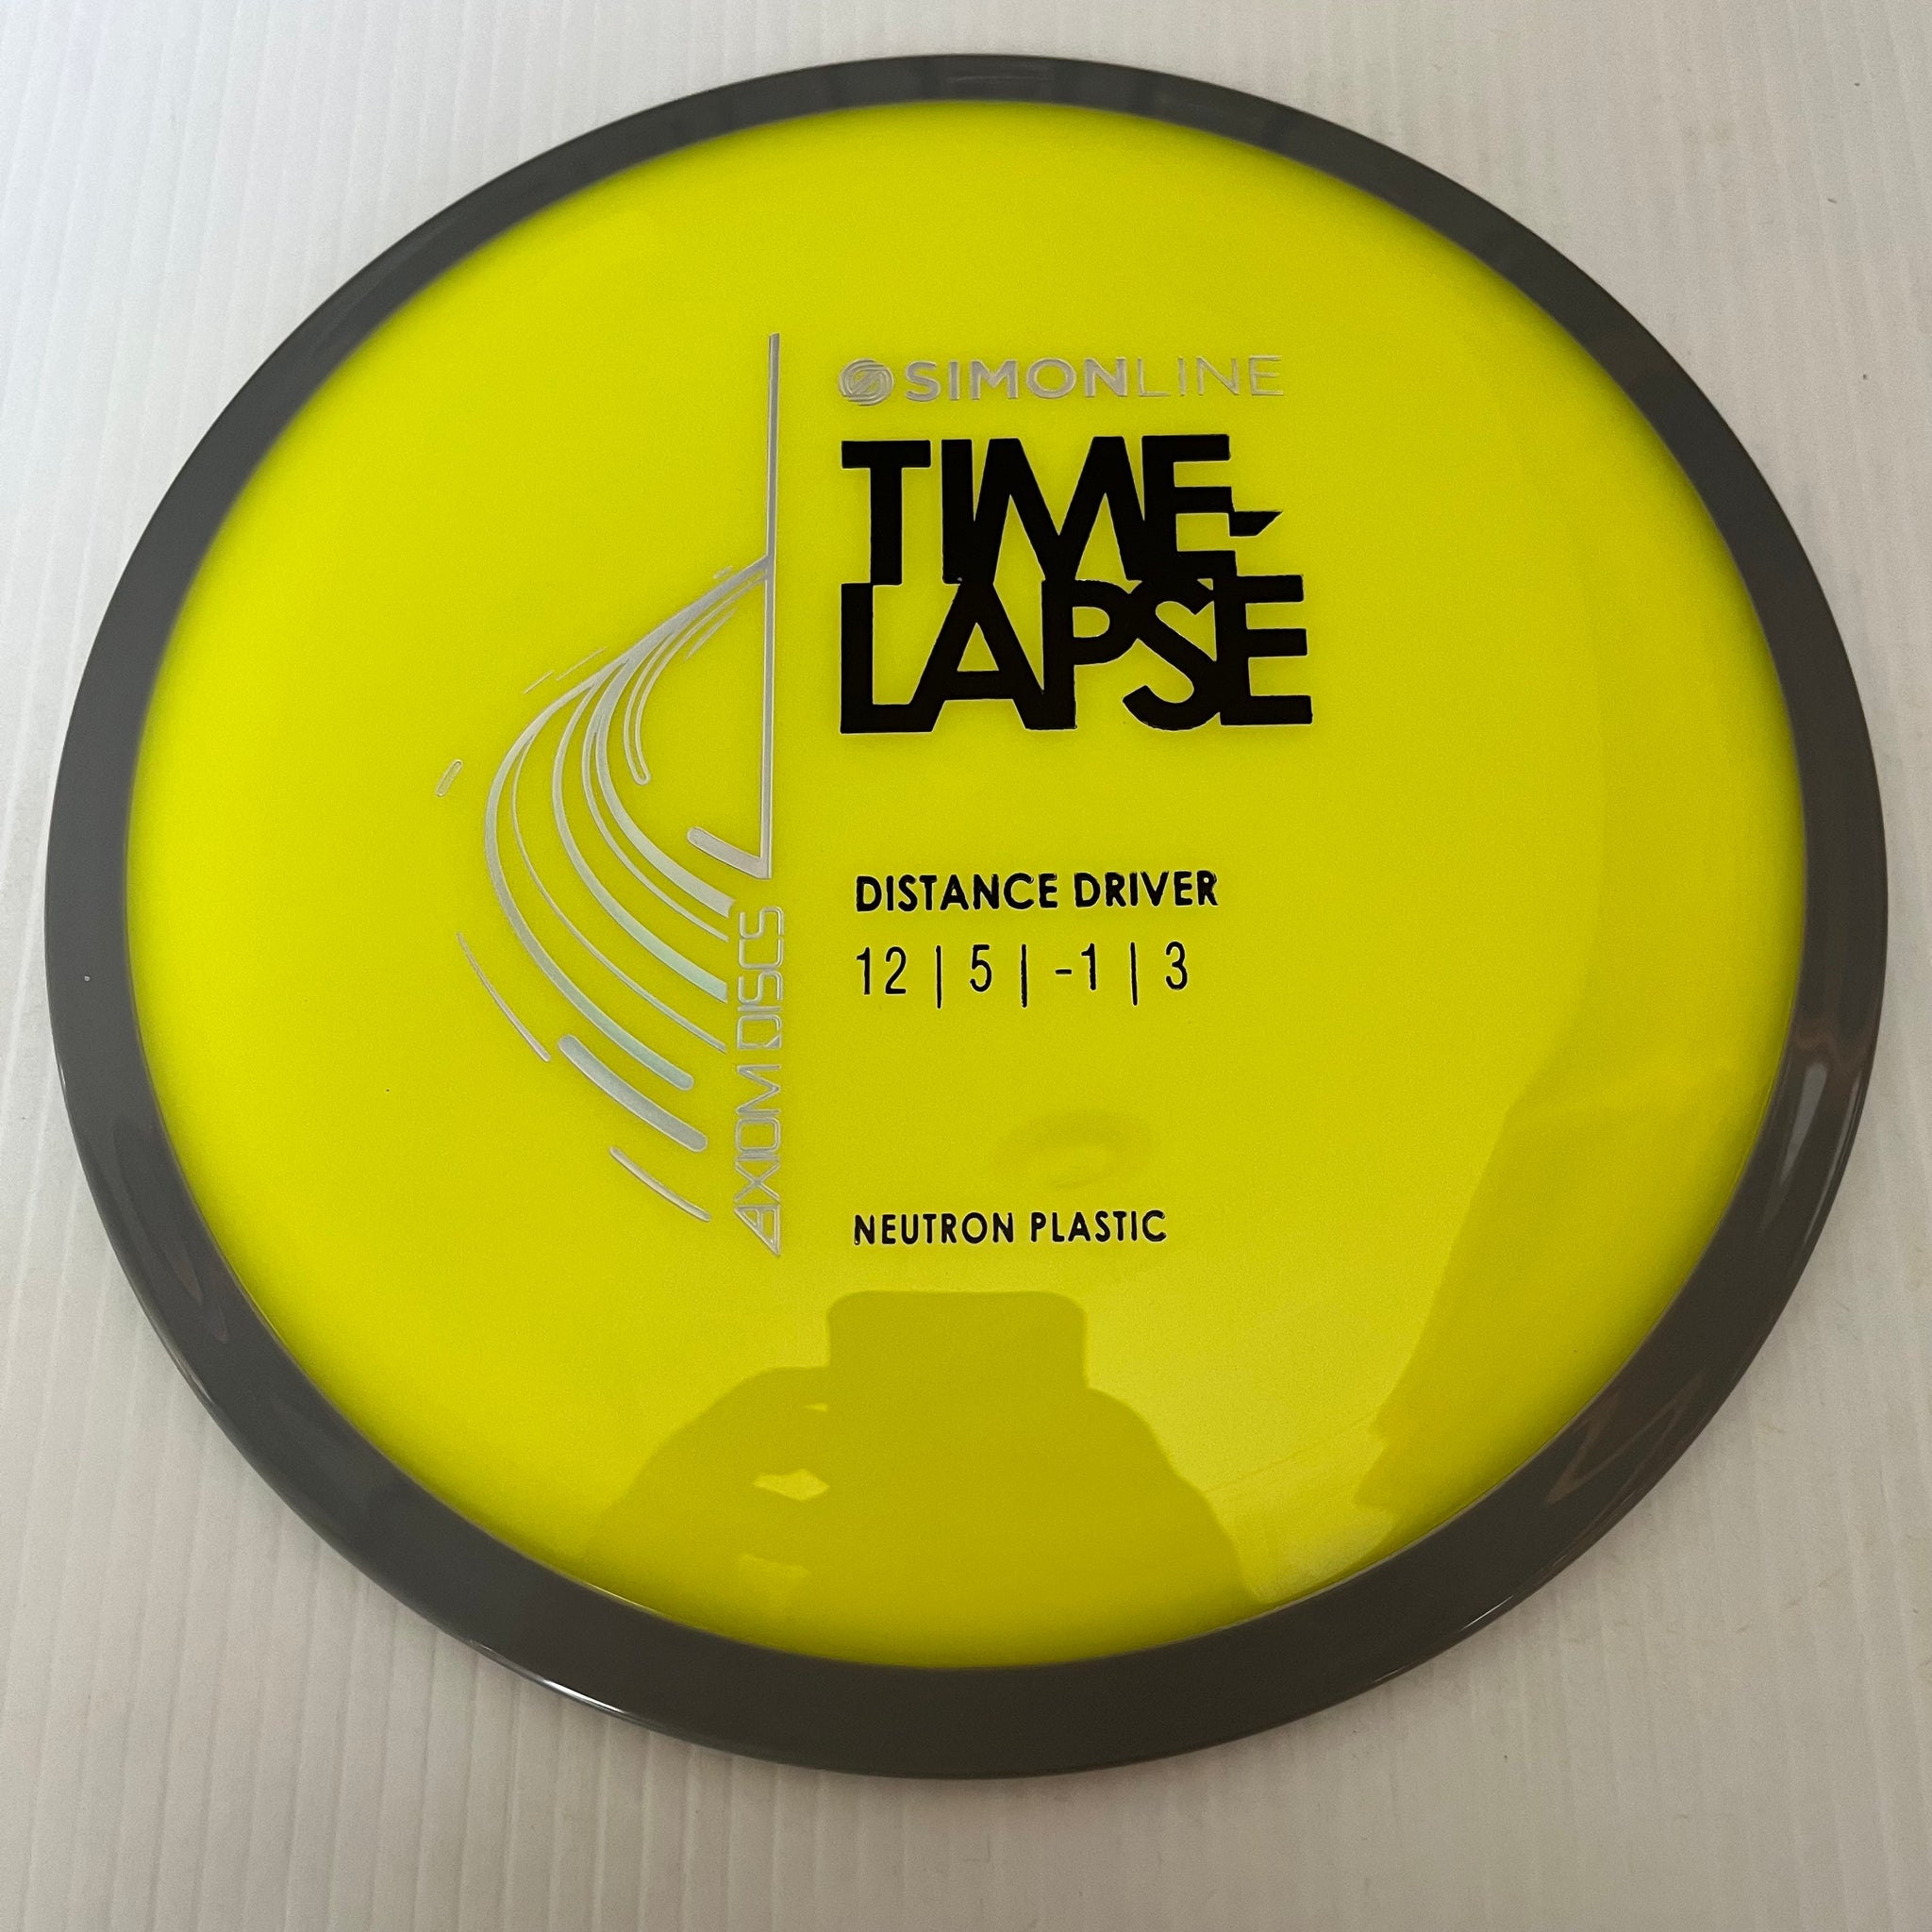 SIMONLINE
TIME-
LAPSE
DISTANCE DRIVER
12 | 5 | -1 | 3
AXIOM DISCS
NEUTRON PLASTIC